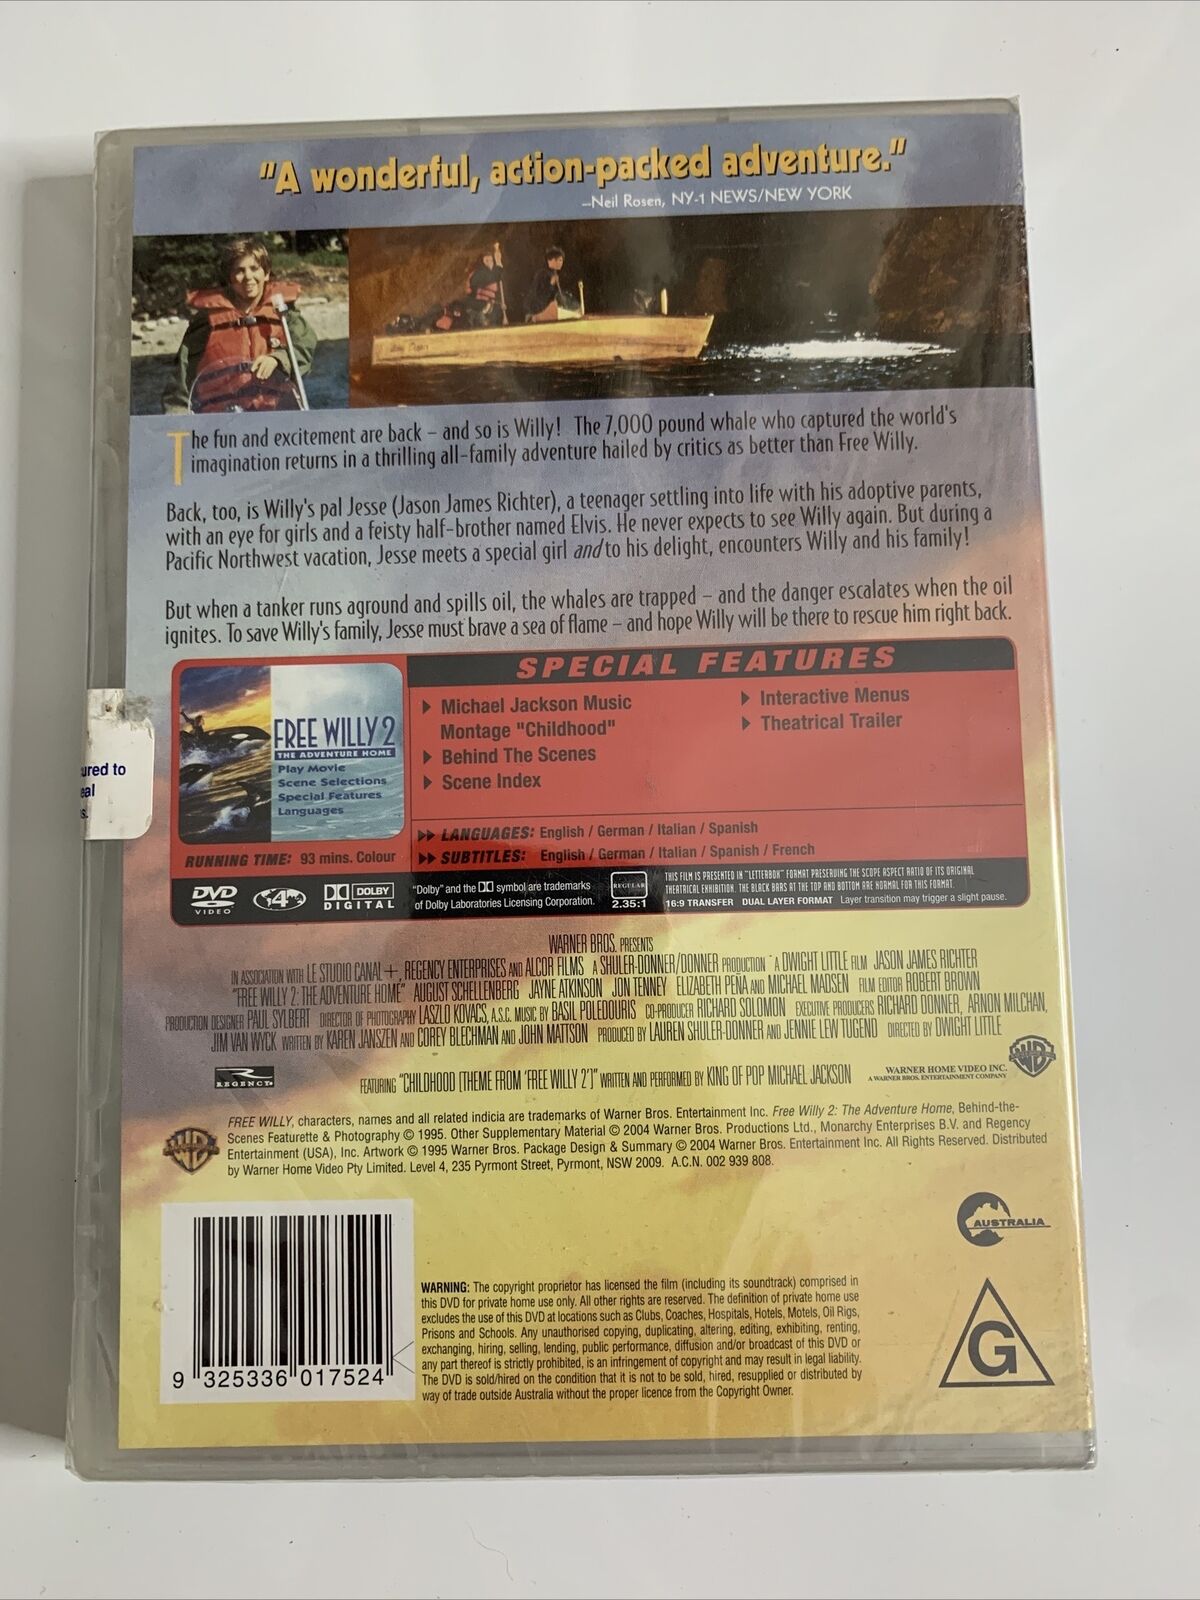 "A wonderful, action-packed adventure."
–Neil Rosen, NY-1 NEWS/NEW YORK
The fun and excitement are back – and so is Willy! The 7,000 pound whale who captured the world's
imagination returns in a thrilling all-family adventure hailed by critics as better than Free Willy.
Back, too, is Willy's pal Jesse (Jason James Richter), a teenager settling into life with his adoptive parents,
with an eye for girls and a feisty half-brother named Elvis. He never expects to see Willy again. But during a
Pacific Northwest vacation, Jesse meets a special girl and to his delight, encounters Willy and his family!
But when a tanker runs aground and spills oil, the whales are trapped – and the danger escalates when the oil
ignites. To save Willy's family, Jesse must brave a sea of flame – and hope Willy will be there to rescue him right back.
ured to
eal
s.
FREE WILLY 2
THE ADVENTURE HOME
Play Movie
Scene Selections
Special Features
Languages
RUNNING TIME: 93 mins. Colour
SPECIAL FEATURES
Michael Jackson Music
Montage "Childhood"
Behind The Scenes
Scene Index
Interactive Menus
Theatrical Trailer
LANGUAGES: English / German / Italian / Spanish
SUBTITLES: English / German / Italian / Spanish / French
DVD
VIDEO
4
DOLBY
DIGITAL
"Dolby" and the DD symbol are trademarks
of Dolby Laboratories Licensing Corporation.
REGULAR
2.35:1
THIS FILM IS PRESENTED IN "LETTERBOX" FORMAT PRESERVING THE SCOPE ASPECT RATIO OF ITS ORIGINAL
THEATRICAL EXHIBITION. THE BLACK BARS AT THE TOP AND BOTTOM ARE NORMAL FOR THIS FORMAT.
16:9 TRANSFER DUAL LAYER FORMAT Layer transition may trigger a slight pause.
WARNER BROS. PRESENTS
IN ASSOCIATION WITH LE STUDIO CANAL+, REGENCY ENTERPRISES AND ALCOR FILMS A SHULER-DONNER/DONNER PRODUCTION A DWIGHT LITTLE FILM JASON JAMES RICHTER
"FREE WILLY 2: THE ADVENTURE HOME" AUGUST SCHELLENBERG JAYNE ATKINSON JON TENNEY ELIZABETH PEÑA AND MICHAEL MADSEN FILM EDITOR ROBERT BROWN
PRODUCTION DESIGNER PAUL SYLBERT DIRECTOR OF PHOTOGRAPHY LASZLO KOVACS, A.S.C. MUSIC BY BASIL POLEDOURIS CO-PRODUCER RICHARD SOLOMON EXECUTIVE PRODUCERS RICHARD DONNER, ARNON MILCHAN,
JIM VAN WYCK WRITTEN BY KAREN JANSZEN AND COREY BLECHMAN AND JOHN MATTSON PRODUCED BY LAUREN SHULER-DONNER AND JENNIE LEW TUGEND DIRECTED BY DWIGHT LITTLE
REGENCY
FEATURING "CHILDHOOD [THEME FROM 'FREE WILLY 2']" WRITTEN AND PERFORMED BY KING OF POP MICHAEL JACKSON
WARNER HOME VIDEO INC.
A WARNER BROS. ENTERTAINMENT COMPANY
WB
WB
FREE WILLY, characters, names and all related indicia are trademarks of Warner Bros. Entertainment Inc. Free Willy 2: The Adventure Home, Behind-the-
Scenes Featurette & Photography © 1995. Other Supplementary Material © 2004 Warner Bros. Productions Ltd., Monarchy Enterprises B.V. and Regency
Entertainment (USA), Inc. Artwork © 1995 Warner Bros. Package Design & Summary © 2004 Warner Bros. Entertainment Inc. All Rights Reserved. Distributed
by Warner Home Video Pty Limited. Level 4, 235 Pyrmont Street, Pyrmont, NSW 2009. A.C.N. 002 939 808.
AUSTRALIA
9 325336 017524
WARNING: The copyright proprietor has licensed the film (including its soundtrack) comprised in
this DVD for private home use only. All other rights are reserved. The definition of private home use
excludes the use of this DVD at locations such as Clubs, Coaches, Hospitals, Hotels, Motels, Oil Rigs,
Prisons and Schools. Any unauthorised copying, duplicating, altering, editing, exhibiting, renting,
exchanging, hiring, selling, lending, public performance, diffusion and/or broadcast of this DVD or
any part thereof is strictly prohibited, is an infringement of copyright and may result in legal liability.
The DVD is sold/hired on the condition that it is not to be sold, hired, resupplied or distributed by
way of trade outside Australia without the proper licence from the Copyright Owner.
G